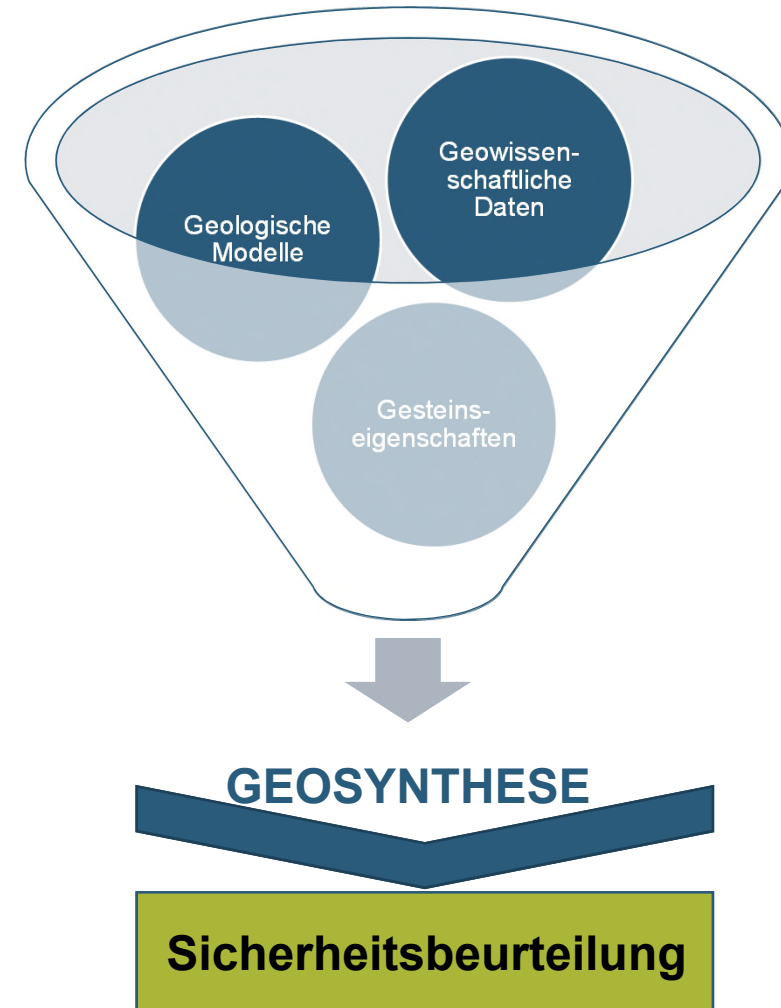 Geowissen-
schaftliche
Daten
Geologische
Modelle
Gesteins-
eigenschaften
GEOSYNTHESE
Sicherheitsbeurteilung